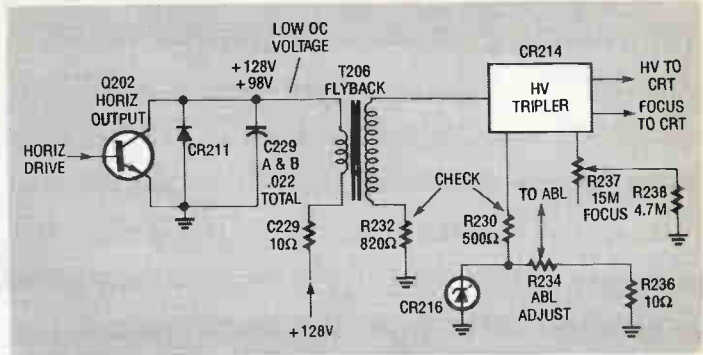 LOW DC
VOLTAGE
+128V
+98V
Q202
HORIZ
OUTPUT
HORIZ
DRIVE
CR211
C229
A & B
.022
TOTAL
T206
FLYBACK
C229
10Ω
+128V
R232
820Ω
CHECK
CR214
HV
TRIPLER
HV TO
CRT
FOCUS
TO CRT
R230
500Ω
TO ABL
R237
15M
FOCUS
R238
4.7M
CR216
R234
ABL
ADJUST
R236
10Ω